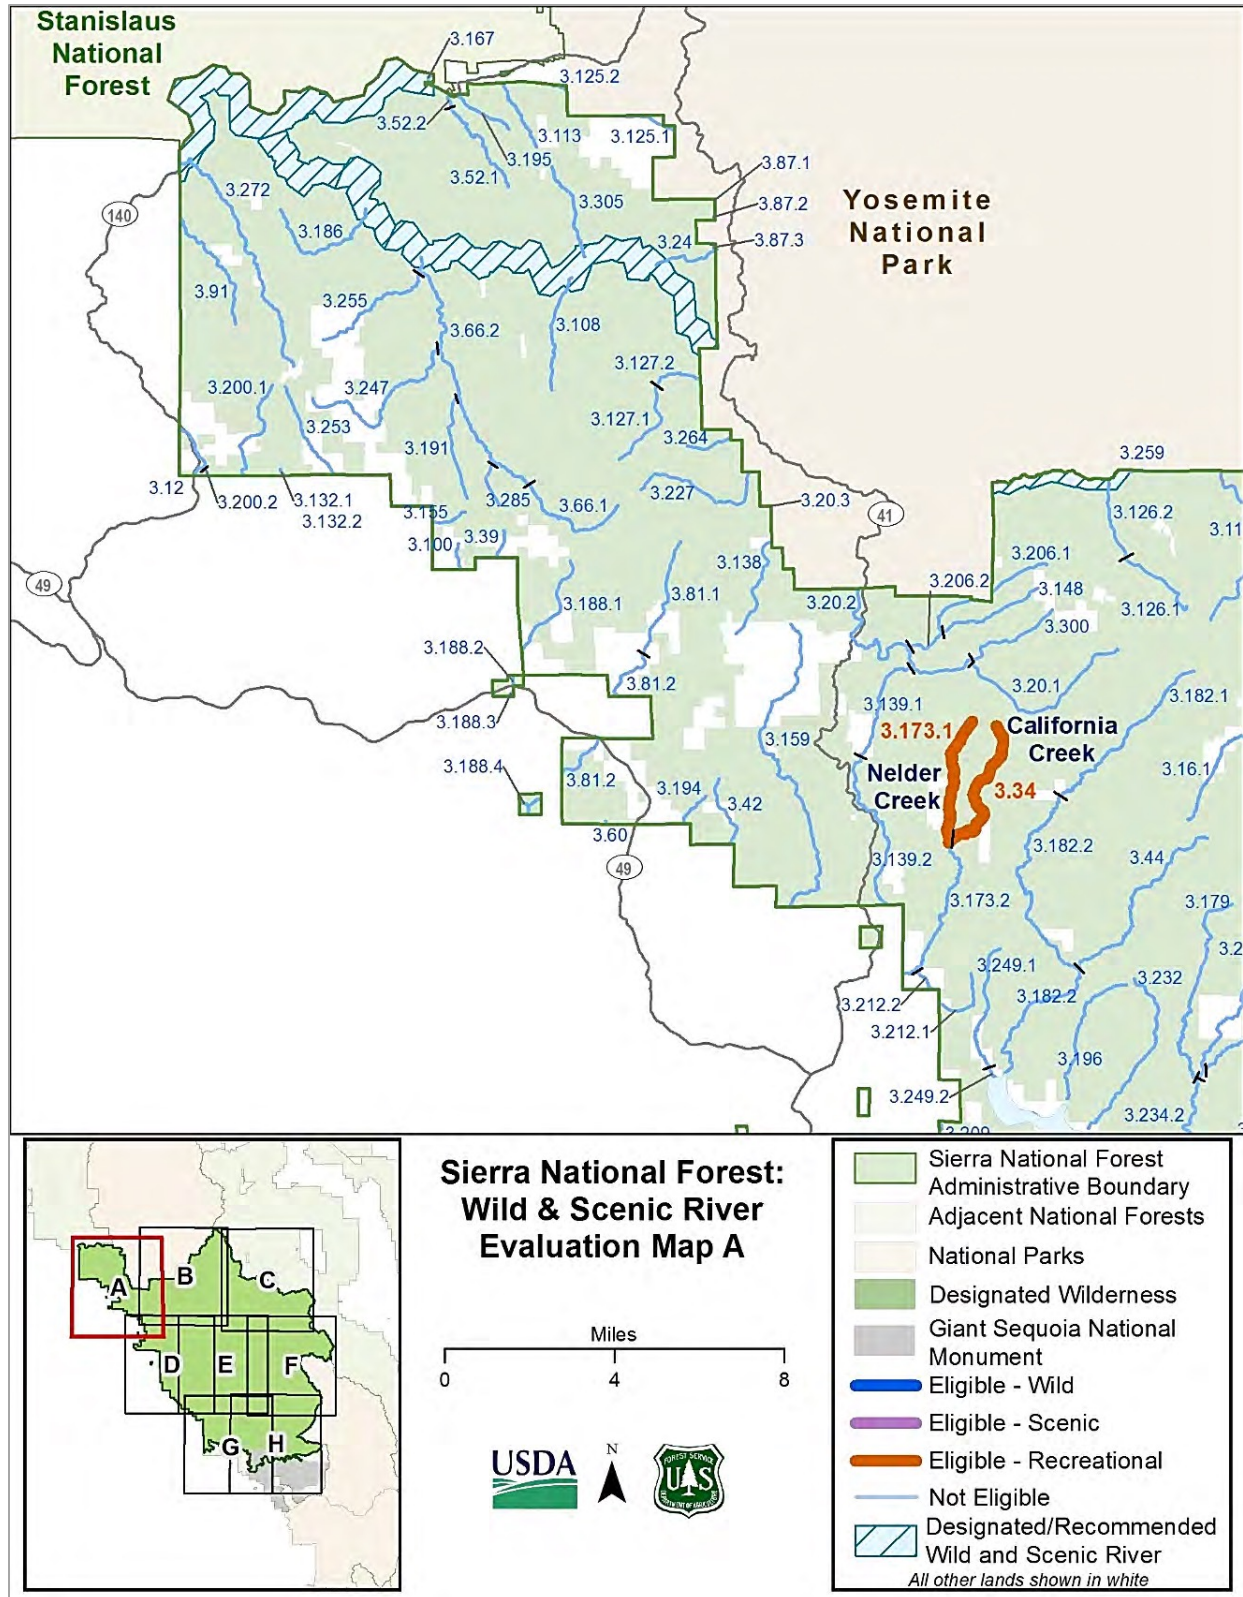 Stanislaus
National
Forest
3.167
3.125.2
3.52.2
3.113
3.125.1
3.195
3.52.1
3.87.1
3.272
3.305
3.87.2
Yosemite
National
Park
140
3.186
3.24
3.87.3
3.91
3.255
3.66.2
3.108
3.127.2
3.200.1
3.247
3.253
3.127.1
3.191
3.264
3.259
3.12
3.200.2
3.132.1
3.132.2
3.285
3.66.1
3.227
3.20.3
41
3.126.2
3.11
3.155
3.100
3.39
3.138
3.206.1
3.206.2
3.148
49
3.188.1
3.81.1
3.20.2
3.126.1
3.300
3.188.2
3.81.2
3.20.1
3.182.1
3.139.1
3.188.3
3.173.1
California
Creek
3.159
3.188.4
3.81.2
3.194
3.42
Nelder
Creek
3.34
3.16.1
3.60
49
3.139.2
3.182.2
3.44
3.173.2
3.179
3.2
3.249.1
3.232
3.182.2
3.212.2
3.212.1
3.196
3.249.2
3.234.2
3.209
Sierra National Forest:
Wild & Scenic River
Evaluation Map A
A
B
C
D
E
F
G
H
Miles
0
4
8
USDA
N
FOREST SERVICE
U S
DEPARTMENT OF AGRICULTURE
Sierra National Forest
Administrative Boundary
Adjacent National Forests
National Parks
Designated Wilderness
Giant Sequoia National
Monument
Eligible - Wild
Eligible - Scenic
Eligible - Recreational
Not Eligible
Designated/Recommended
Wild and Scenic River
All other lands shown in white